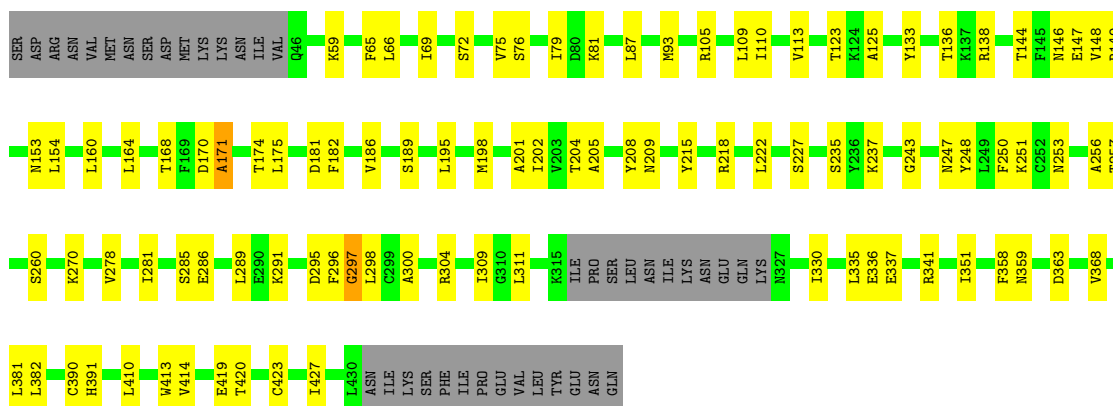 SER ASP ARG ASN VAL MET ASN SER ASP MET LYS LYS ASN ILE VAL Q46 K59 F65 L66 I69 S72 V75 S76 I79 D80 K81 L87 M93 R105 L109 I110 V113 T123 K124 A125 Y133 T136 K137 R138 T144 F145 N146 E147 V148
N153 L154 L160 L164 T168 F169 D170 A171 T174 L175 D181 F182 V186 S189 L195 M198 A201 I202 V203 T204 A205 Y208 N209 Y215 R218 L222 S227 S235 Y236 K237 G243 N247 Y248 L249 F250 K251 C252 N253 A256
S260 K270 V278 I281 S285 E286 L289 E290 K291 D295 F296 G297 L298 C299 A300 R304 I309 G310 L311 K315 ILE PRO SER LEU ASN ILE LYS ASN GLU GLN LYS N327 I330 L335 E336 E337 R341 I351 F358 N359 D363 V368
L381 L382 C390 H391 L410 W413 V414 E419 T420 C423 I427 L430 ASN ILE LYS SER PHE ILE PRO GLU VAL LEU TYR GLU ASN GLN